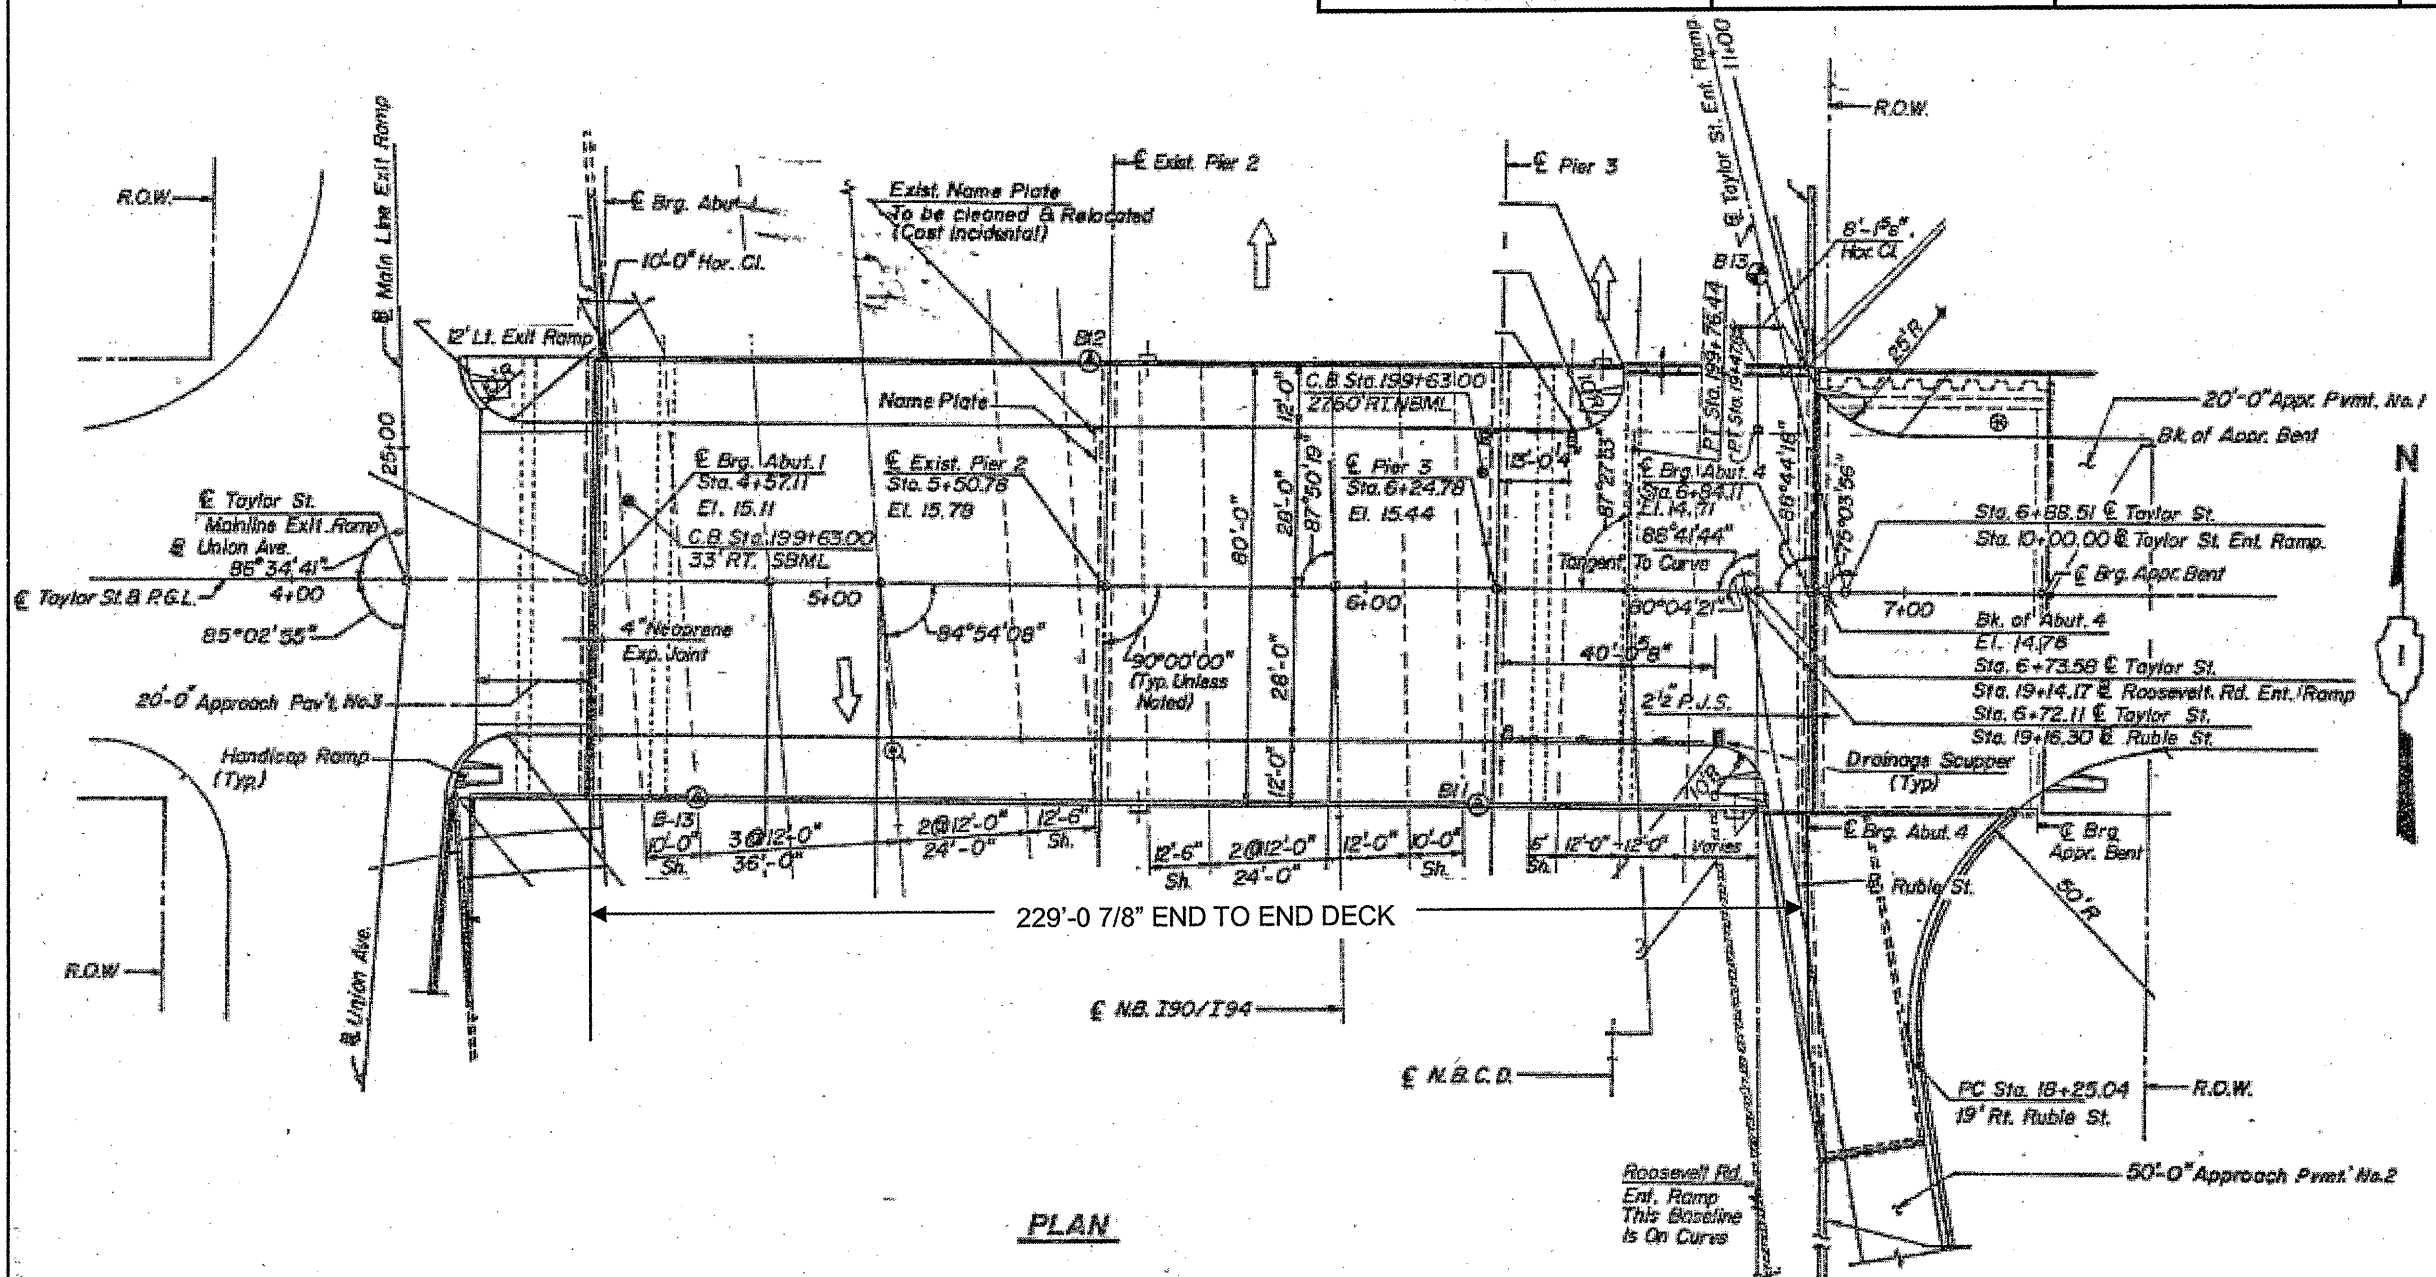 R.O.W.
℄ Brg. Abut. 1
Exist. Name Plate
To be cleaned & Relocated
(Cost Incidental)
℄ Exist. Pier 2
℄ Pier 3
R.O.W.
11+00
℄ Taylor St. Ent. Ramp
8'-1⅝"
Hor. Cl.
B13
10'-0" Hor. Cl.
Main Line Exit Ramp
12' Lt. Exit Ramp
B12
C.B. Sta. 199+63.00
27.60' RT. NBML
Name Plate
12'-0"
25'R
20'-0" Appr. Pvmt. No. 1
Bk. of Appr. Bent
25+00
℄ Taylor St.
Mainline Exit Ramp
Union Ave.
86°34'41"
℄ Brg. Abut. 1
Sta. 4+57.11
El. 15.11
C.B. Sta. 199+63.00
33' RT. SBML
℄ Exist. Pier 2
Sta. 5+50.78
El. 15.78
80'-0"
28'-0"
87°50'19"
℄ Pier 3
Sta. 6+24.78
El. 15.44
87°27'53"
PT Sta. 199+76.44
℄ Brg. Abut. 4
El. 14.71
88°41'44"
Tangent To Curve
88°44'18"
75°03'56"
Sta. 6+88.51 ℄ Taylor St.
Sta. 10+00.00 Taylor St. Ent. Ramp.
℄ Brg. Appr. Bent
N
℄ Taylor St. & P.G.L.
4+00
5+00
6+00
80°04'21"
7+00
85°02'55"
4" Neoprene
Exp. Joint
84°54'08"
90°00'00"
(Typ. Unless
Noted)
28'-0"
40'-0⅝"
2½" P.J.S.
Bk. of Abut. 4
El. 14.78
Sta. 6+73.58 ℄ Taylor St.
Sta. 19+14.17 Roosevelt Rd. Ent. Ramp
Sta. 6+72.11 ℄ Taylor St.
Sta. 19+16.30 Ruble St.
1
20'-0" Approach Pav't. No.3
Handicap Ramp
(Typ.)
12'-0"
10'R
Drainage Scupper
(Typ)
B-13
B11
10'-0"
Sh.
3@12'-0"
36'-0"
2@12'-0"
24'-0"
12'-6"
Sh.
12'-6"
Sh.
2@12'-0"
24'-0"
12'-0"
10'-0"
Sh.
6'
Sh.
12'-0"
12'-0"
Varies
℄ Brg. Abut. 4
℄ Brg
Appr. Bent
Ruble St.
50'R
229'-0 7/8" END TO END DECK
R.O.W
Union Ave.
℄ N.B. I90/I94
℄ N.B.C.D.
PC Sta. 18+25.04
19' Rt. Ruble St.
R.O.W.
Roosevelt Rd.
Ent. Ramp
This Baseline
Is On Curve
50'-0" Approach Pvmt. No.2
PLAN